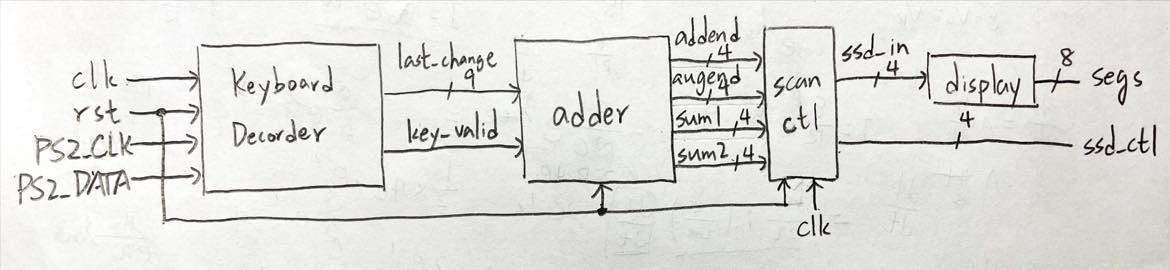 clk
rst
PS2_CLK
PS2_DATA
Keyboard
Decorder
last_change
9
key_valid
adder
addend
4
augend
4
sum1
4
sum2
4
scan
ctl
clk
ssd_in
4
display
8
segs
4
ssd_ctl